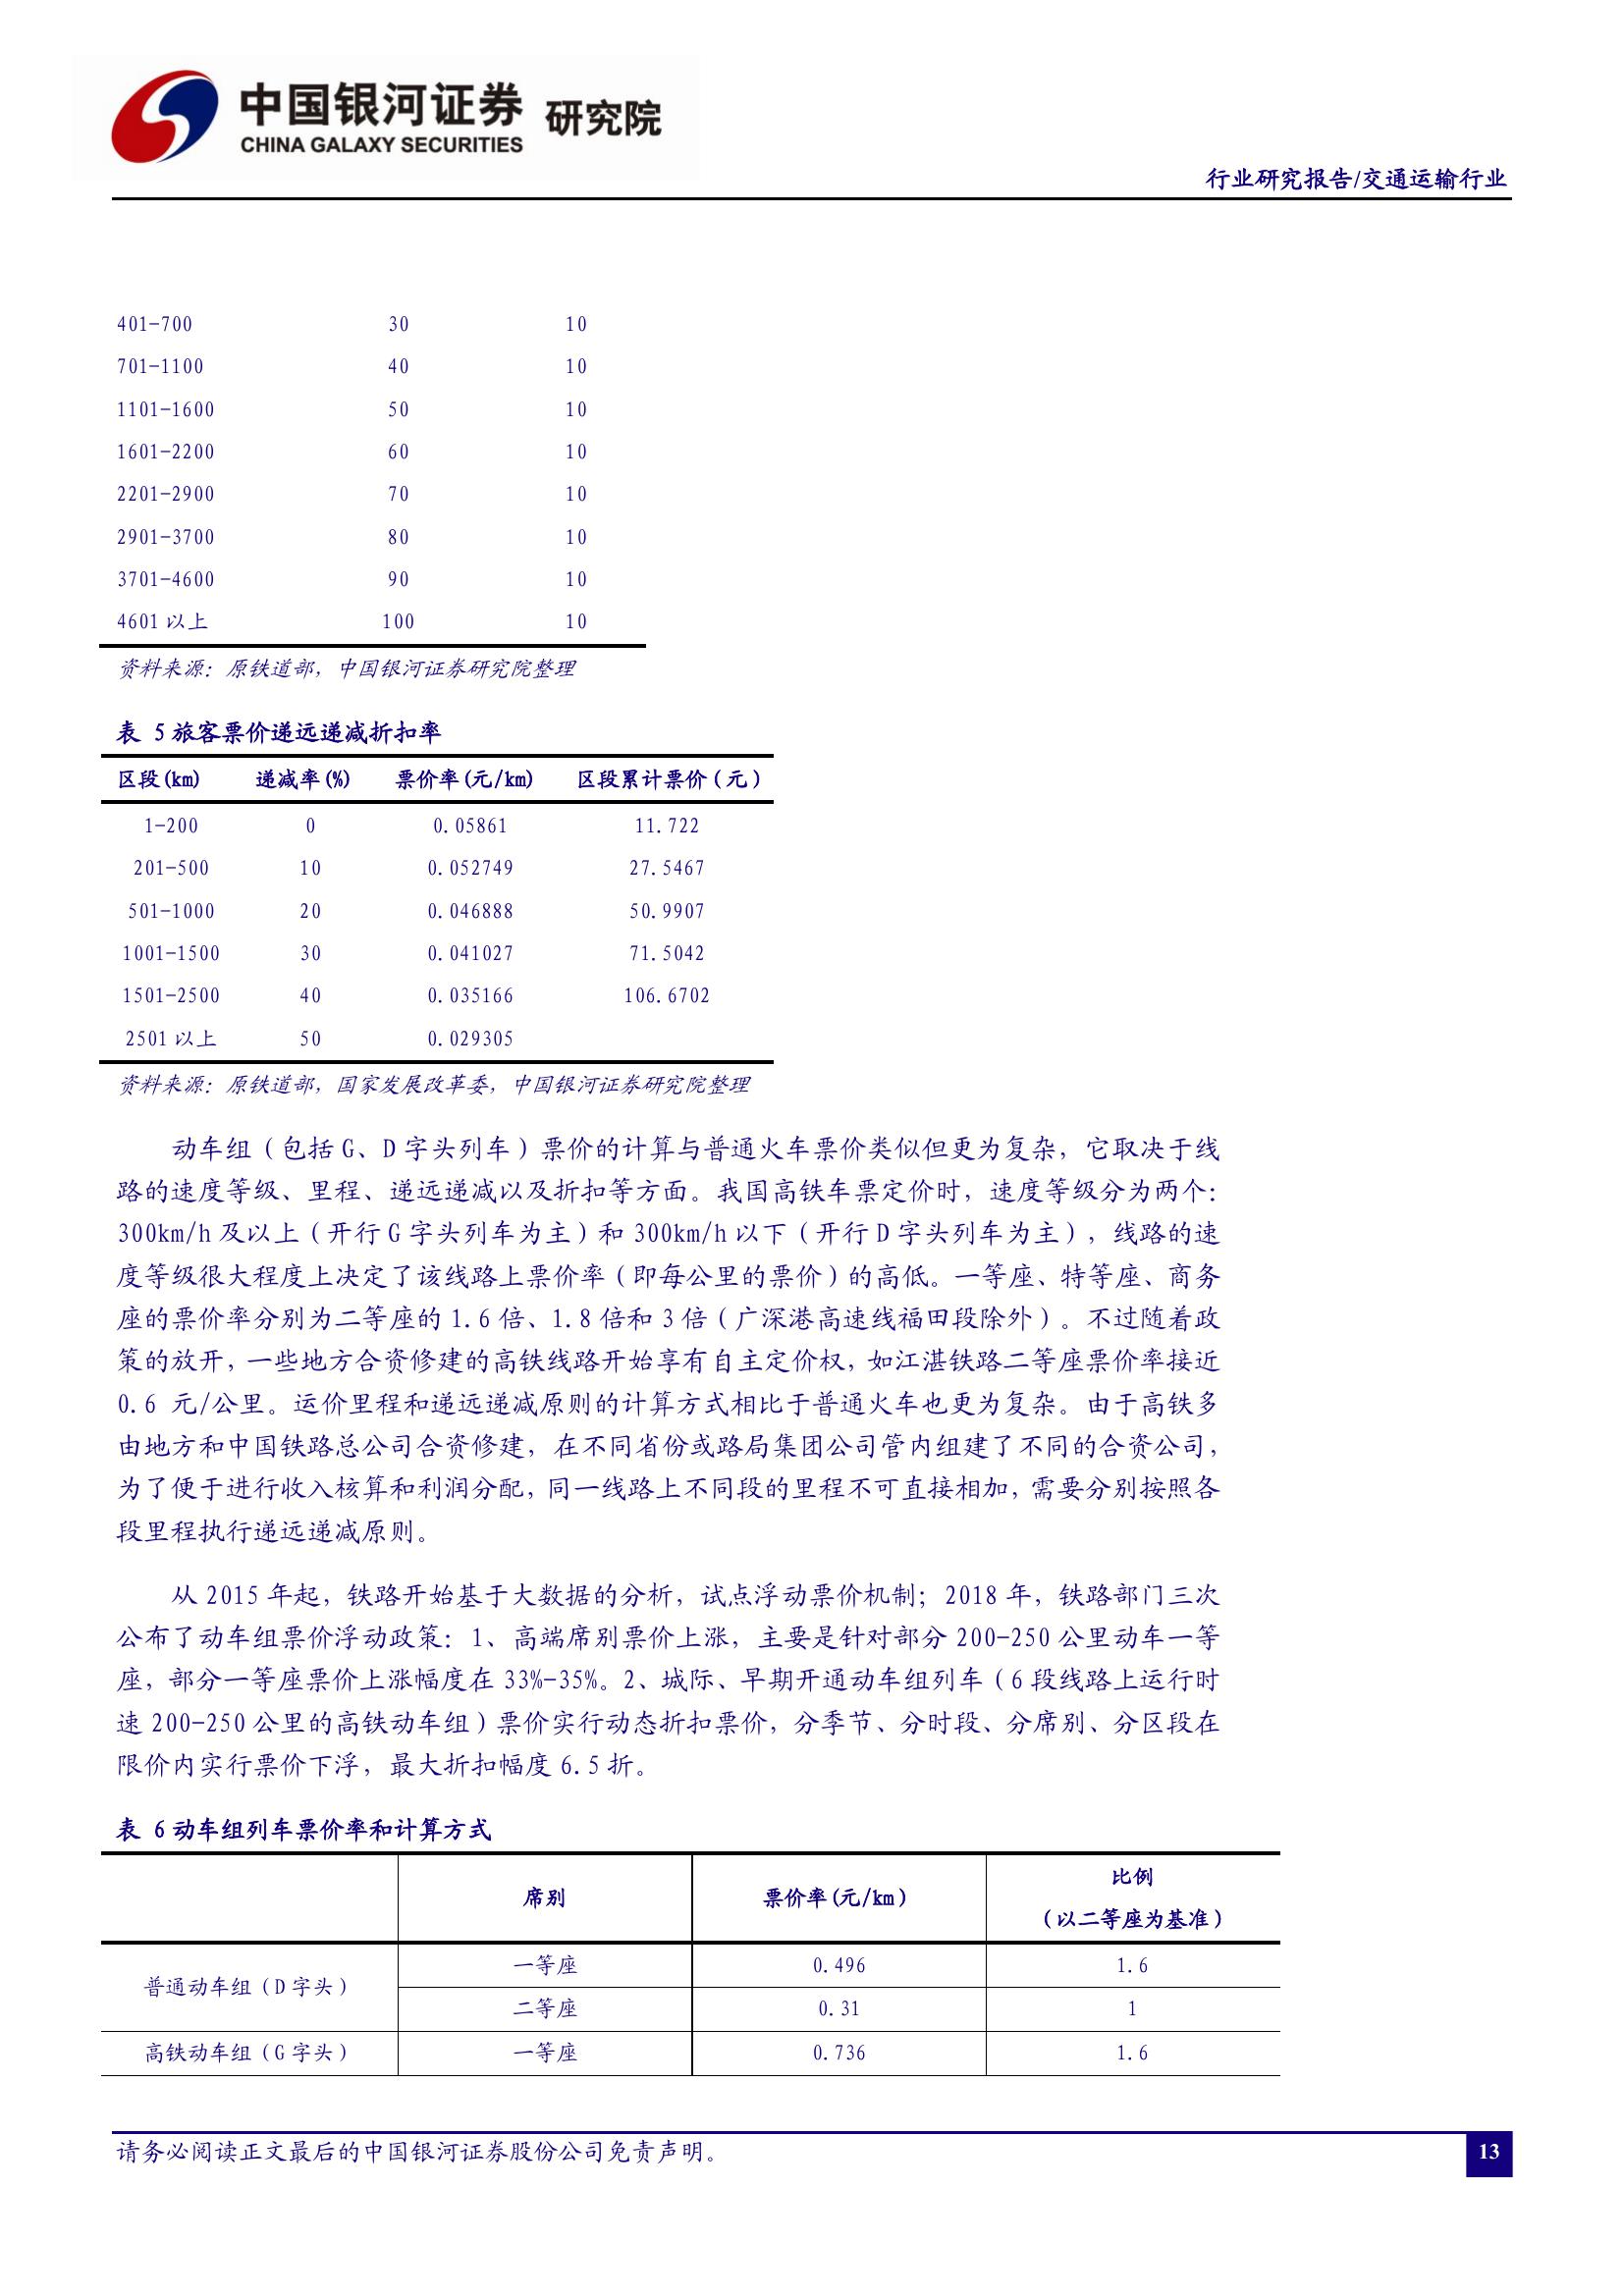 中国银河证券 研究院
CHINA GALAXY SECURITIES
行业研究报告/交通运输行业
401-700 30 10
701-1100 40 10
1101-1600 50 10
1601-2200 60 10
2201-2900 70 10
2901-3700 80 10
3701-4600 90 10
4601 以上 100 10
资料来源：原铁道部，中国银河证券研究院整理
表 5 旅客票价递远递减折扣率
区段(km) 递减率(%) 票价率(元/km) 区段累计票价（元）
1-200 0 0.05861 11.722
201-500 10 0.052749 27.5467
501-1000 20 0.046888 50.9907
1001-1500 30 0.041027 71.5042
1501-2500 40 0.035166 106.6702
2501 以上 50 0.029305
资料来源：原铁道部，国家发展改革委，中国银河证券研究院整理
动车组（包括 G、D 字头列车）票价的计算与普通火车票价类似但更为复杂，它取决于线
路的速度等级、里程、递远递减以及折扣等方面。我国高铁车票定价时，速度等级分为两个：
300km/h 及以上（开行 G 字头列车为主）和 300km/h 以下（开行 D 字头列车为主），线路的速
度等级很大程度上决定了该线路上票价率（即每公里的票价）的高低。一等座、特等座、商务
座的票价率分别为二等座的 1.6 倍、1.8 倍和 3 倍（广深港高速线福田段除外）。不过随着政
策的放开，一些地方合资修建的高铁线路开始享有自主定价权，如江湛铁路二等座票价率接近
0.6 元/公里。运价里程和递远递减原则的计算方式相比于普通火车也更为复杂。由于高铁多
由地方和中国铁路总公司合资修建，在不同省份或路局集团公司管内组建了不同的合资公司，
为了便于进行收入核算和利润分配，同一线路上不同段的里程不可直接相加，需要分别按照各
段里程执行递远递减原则。
从 2015 年起，铁路开始基于大数据的分析，试点浮动票价机制；2018 年，铁路部门三次
公布了动车组票价浮动政策：1、高端席别票价上涨，主要是针对部分 200-250 公里动车一等
座，部分一等座票价上涨幅度在 33%-35%。2、城际、早期开通动车组列车（6 段线路上运行时
速 200-250 公里的高铁动车组）票价实行动态折扣票价，分季节、分时段、分席别、分区段在
限价内实行票价下浮，最大折扣幅度 6.5 折。
表 6 动车组列车票价率和计算方式
席别 票价率(元/km) 比例
（以二等座为基准）
普通动车组（D 字头） 一等座 0.496 1.6
二等座 0.31 1
高铁动车组（G 字头） 一等座 0.736 1.6
请务必阅读正文最后的中国银河证券股份公司免责声明。
13